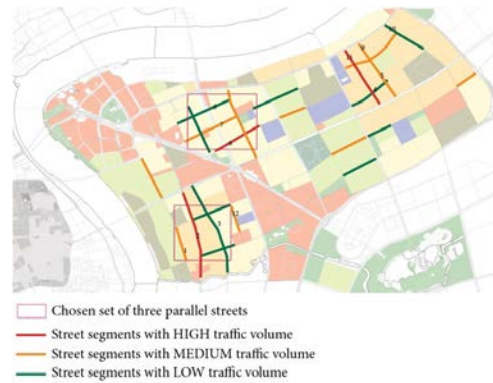 Chosen set of three parallel streets
Street segments with HIGH traffic volume
Street segments with MEDIUM traffic volume
Street segments with LOW traffic volume